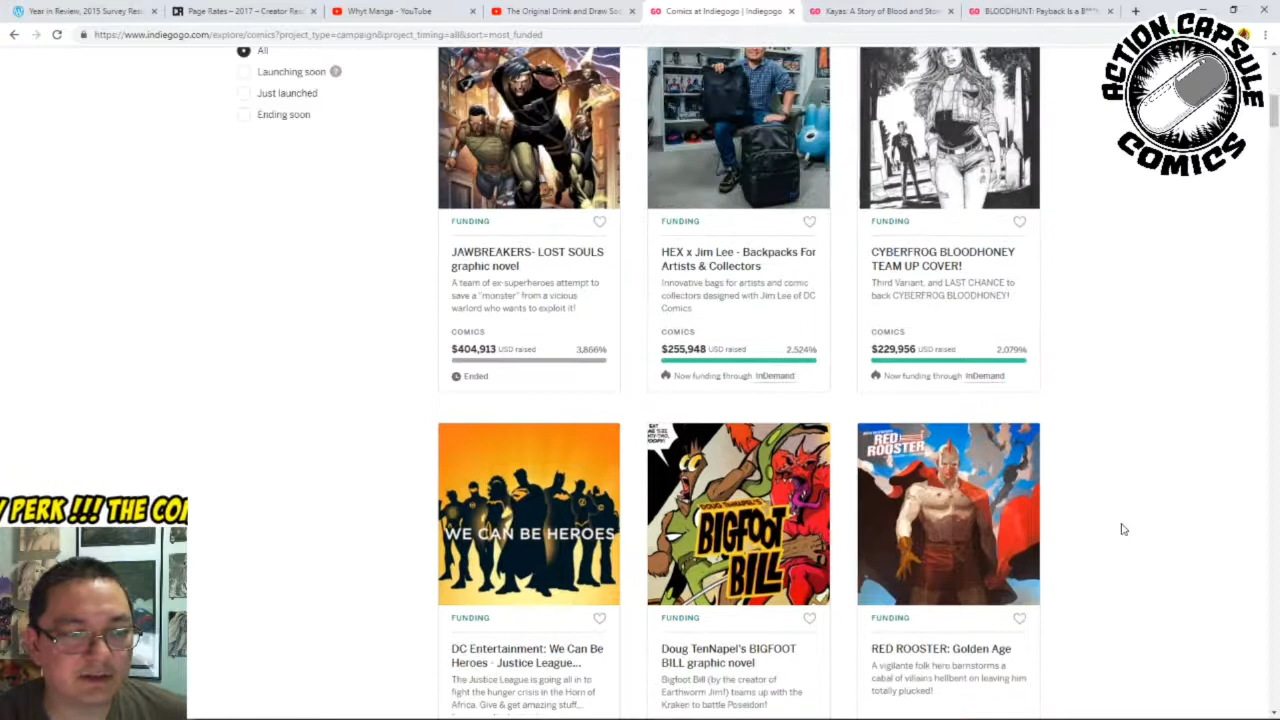 Year in Review, 2015 Survey Res
Page Rates – 2017 – Creator Res
Whyt Manga - YouTube
The Original Drink and Draw Soc
Comics at Indiegogo | Indiegogo
Kayas: A Story of Blood and Sto
BLOODHUNT: Payback Is a B***h
https://www.indiegogo.com/explore/comics?project_type=campaign&project_timing=all&sort=most_funded
ACTION CAPSULE
COMICS
All
Launching soon
Just launched
Ending soon
FUNDING
JAWBREAKERS- LOST SOULS
graphic novel
A team of ex-superheroes attempt to
save a "monster" from a vicious
warlord who wants to exploit it!
COMICS
$404,913 USD raised 3,866%
Ended
FUNDING
HEX x Jim Lee - Backpacks For
Artists & Collectors
Innovative bags for artists and comic
collectors designed with Jim Lee of DC
Comics
COMICS
$255,948 USD raised 2,524%
Now funding through InDemand
FUNDING
CYBERFROG BLOODHONEY
TEAM UP COVER!
Third Variant, and LAST CHANCE to
back CYBERFROG BLOODHONEY!
COMICS
$229,956 USD raised 2,079%
Now funding through InDemand
WE CAN BE HEROES
FUNDING
DC Entertainment: We Can Be
Heroes - Justice League...
The Justice League is going all in to
fight the hunger crisis in the Horn of
Africa. Give & get amazing stuff...
DOUG TENNAPEL'S
BIGFOOT
BILL
FUNDING
Doug TenNapel's BIGFOOT
BILL graphic novel
Bigfoot Bill (by the creator of
Earthworm Jim!) teams up with the
Kraken to battle Poseidon!
RED
ROOSTER
FUNDING
RED ROOSTER: Golden Age
A vigilante folk hero barnstorms a
cabal of villains hellbent on leaving him
totally plucked!
Y PERK !!! THE CO